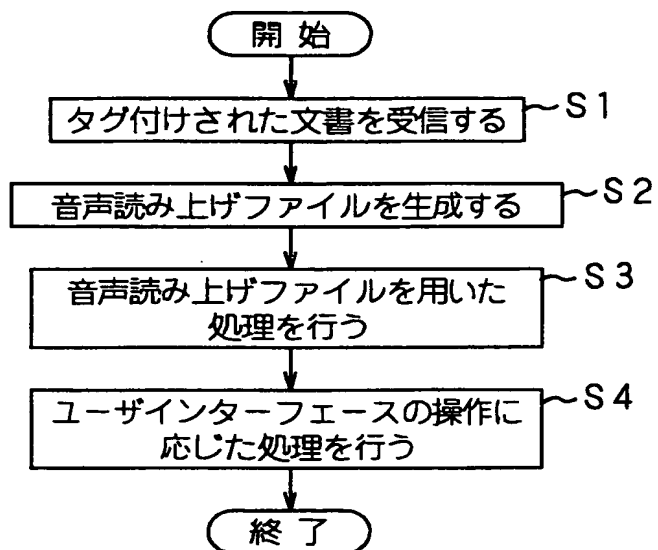 開始
タグ付けされた文書を受信する
S1
音声読み上げファイルを生成する
S2
音声読み上げファイルを用いた
処理を行う
S3
ユーザインターフェースの操作に
応じた処理を行う
S4
終了